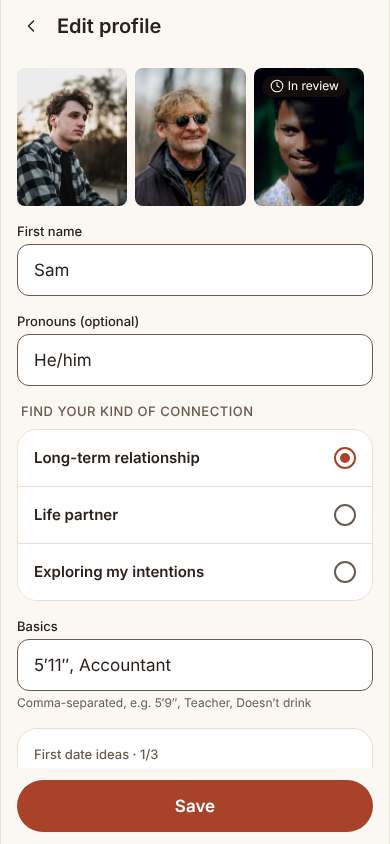 Edit profile
In review
First name
Sam
Pronouns (optional)
He/him
FIND YOUR KIND OF CONNECTION
Long-term relationship
Life partner
Exploring my intentions
Basics
5′11″, Accountant
Comma-separated, e.g. 5′9″, Teacher, Doesn’t drink
First date ideas · 1/3
Save